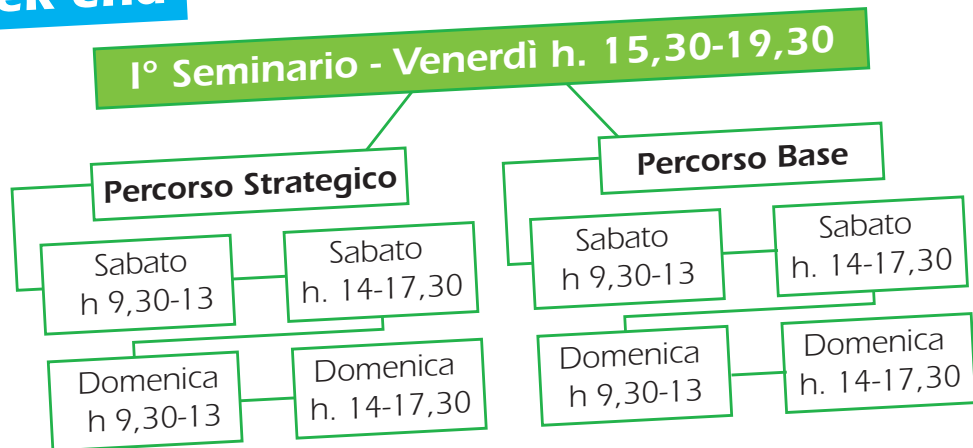 I° Seminario - Venerdì h. 15,30-19,30
Percorso Strategico
Sabato
h 9,30-13
Sabato
h. 14-17,30
Domenica
h 9,30-13
Domenica
h. 14-17,30
Percorso Base
Sabato
h 9,30-13
Sabato
h. 14-17,30
Domenica
h 9,30-13
Domenica
h. 14-17,30